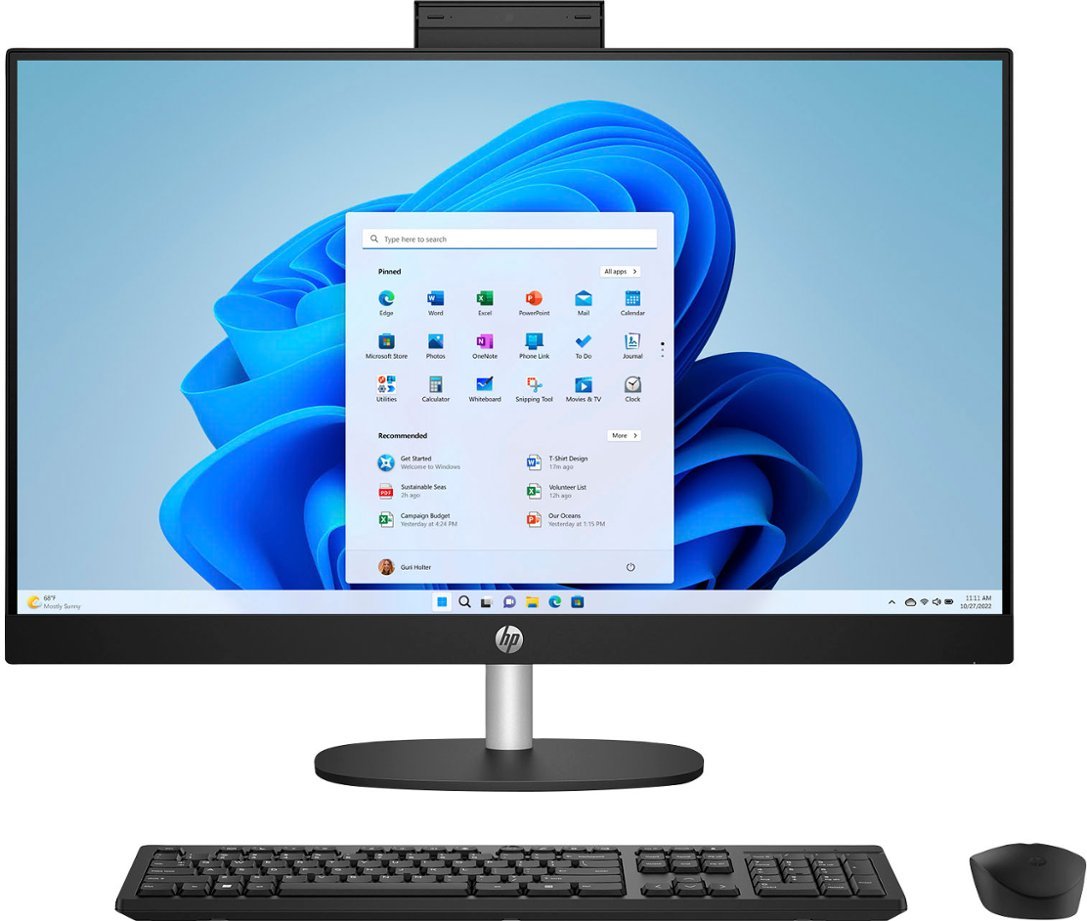 Type here to search
Pinned
All apps >
Edge
Word
Excel
PowerPoint
Mail
Calendar
Microsoft Store
Photos
OneNote
Phone Link
To Do
Journal
Utilities
Calculator
Whiteboard
Snipping Tool
Movies & TV
Clock
Recommended
More >
Get Started
Welcome to Windows
T-Shirt Design
17m ago
PDF
Sustainable Seas
2h ago
Volunteer List
12h ago
Campaign Budget
Yesterday at 4:24 PM
Our Oceans
Yesterday at 1:15 PM
Guri Holter
68°F
Mostly Sunny
11:11 AM
10/27/2022
hp